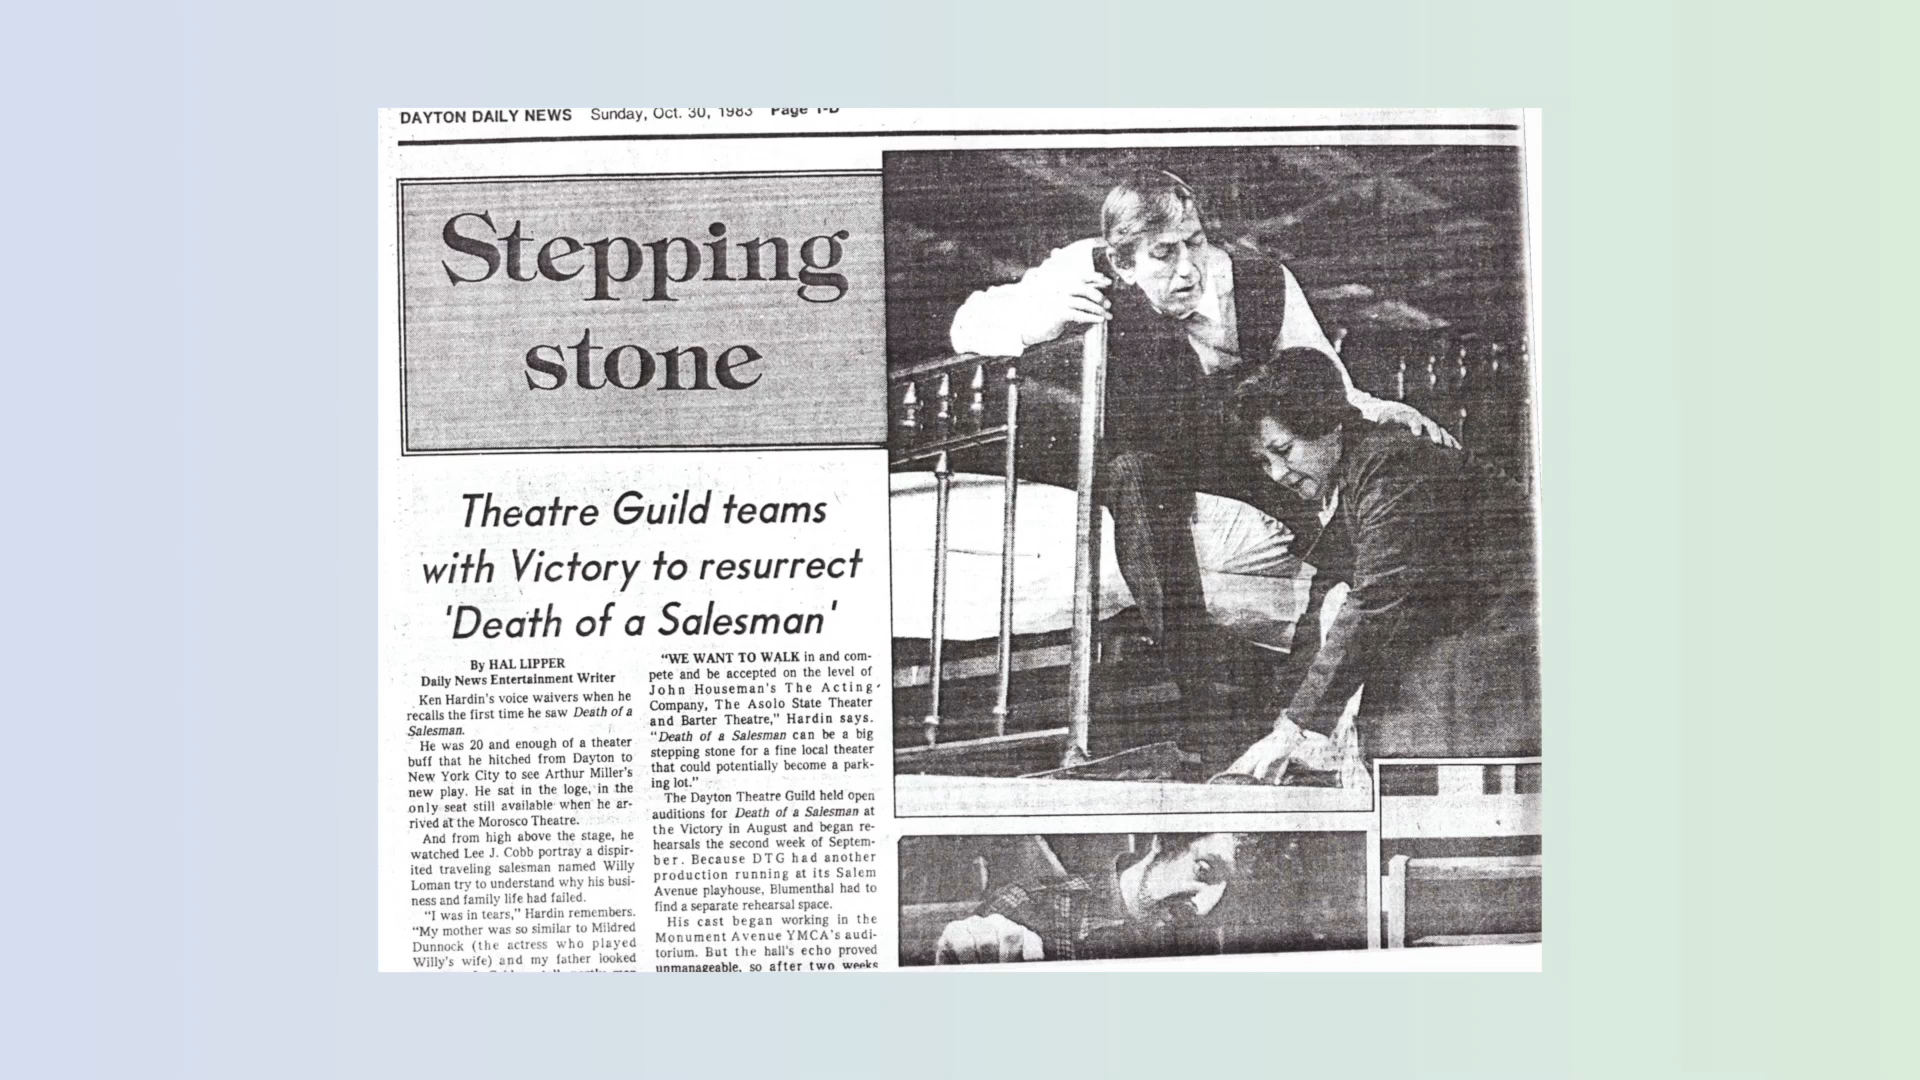 DAYTON DAILY NEWS Sunday, Oct. 30, 1983 Page 1-D
Stepping
stone
Theatre Guild teams
with Victory to resurrect
'Death of a Salesman'
By HAL LIPPER
Daily News Entertainment Writer
Ken Hardin's voice waivers when he
recalls the first time he saw Death of a
Salesman.
He was 20 and enough of a theater
buff that he hitched from Dayton to
New York City to see Arthur Miller's
new play. He sat in the loge, in the
only seat still available when he ar-
rived at the Morosco Theatre.
And from high above the stage, he
watched Lee J. Cobb portray a dispir-
ited traveling salesman named Willy
Loman try to understand why his busi-
ness and family life had failed.
"I was in tears," Hardin remembers.
"My mother was so similar to Mildred
Dunnock (the actress who played
Willy's wife) and my father looked
"WE WANT TO WALK in and com-
pete and be accepted on the level of
John Houseman's The Acting
Company, The Asolo State Theater
and Barter Theatre," Hardin says.
"Death of a Salesman can be a big
stepping stone for a fine local theater
that could potentially become a park-
ing lot."
The Dayton Theatre Guild held open
auditions for Death of a Salesman at
the Victory in August and began re-
hearsals the second week of Septem-
ber. Because DTG had another
production running at its Salem
Avenue playhouse, Blumenthal had to
find a separate rehearsal space.
His cast began working in the
Monument Avenue YMCA's audi-
torium. But the hall's echo proved
unmanageable, so after two weeks